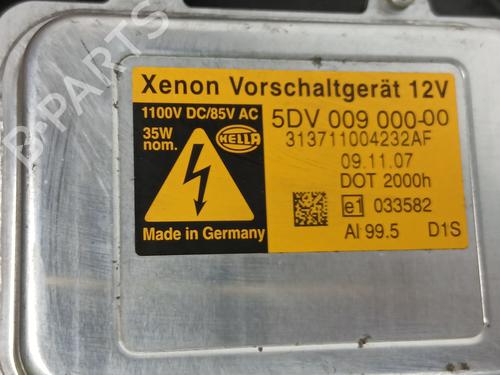 B-PARTS
Xenon Vorschaltgerät 12V
1100V DC/85V AC
35W
nom.
HELLA
Made in Germany
5DV 009 000-00
313711004232AF
09.11.07
DOT 2000h
e1 033582
Al 99.5 D1S